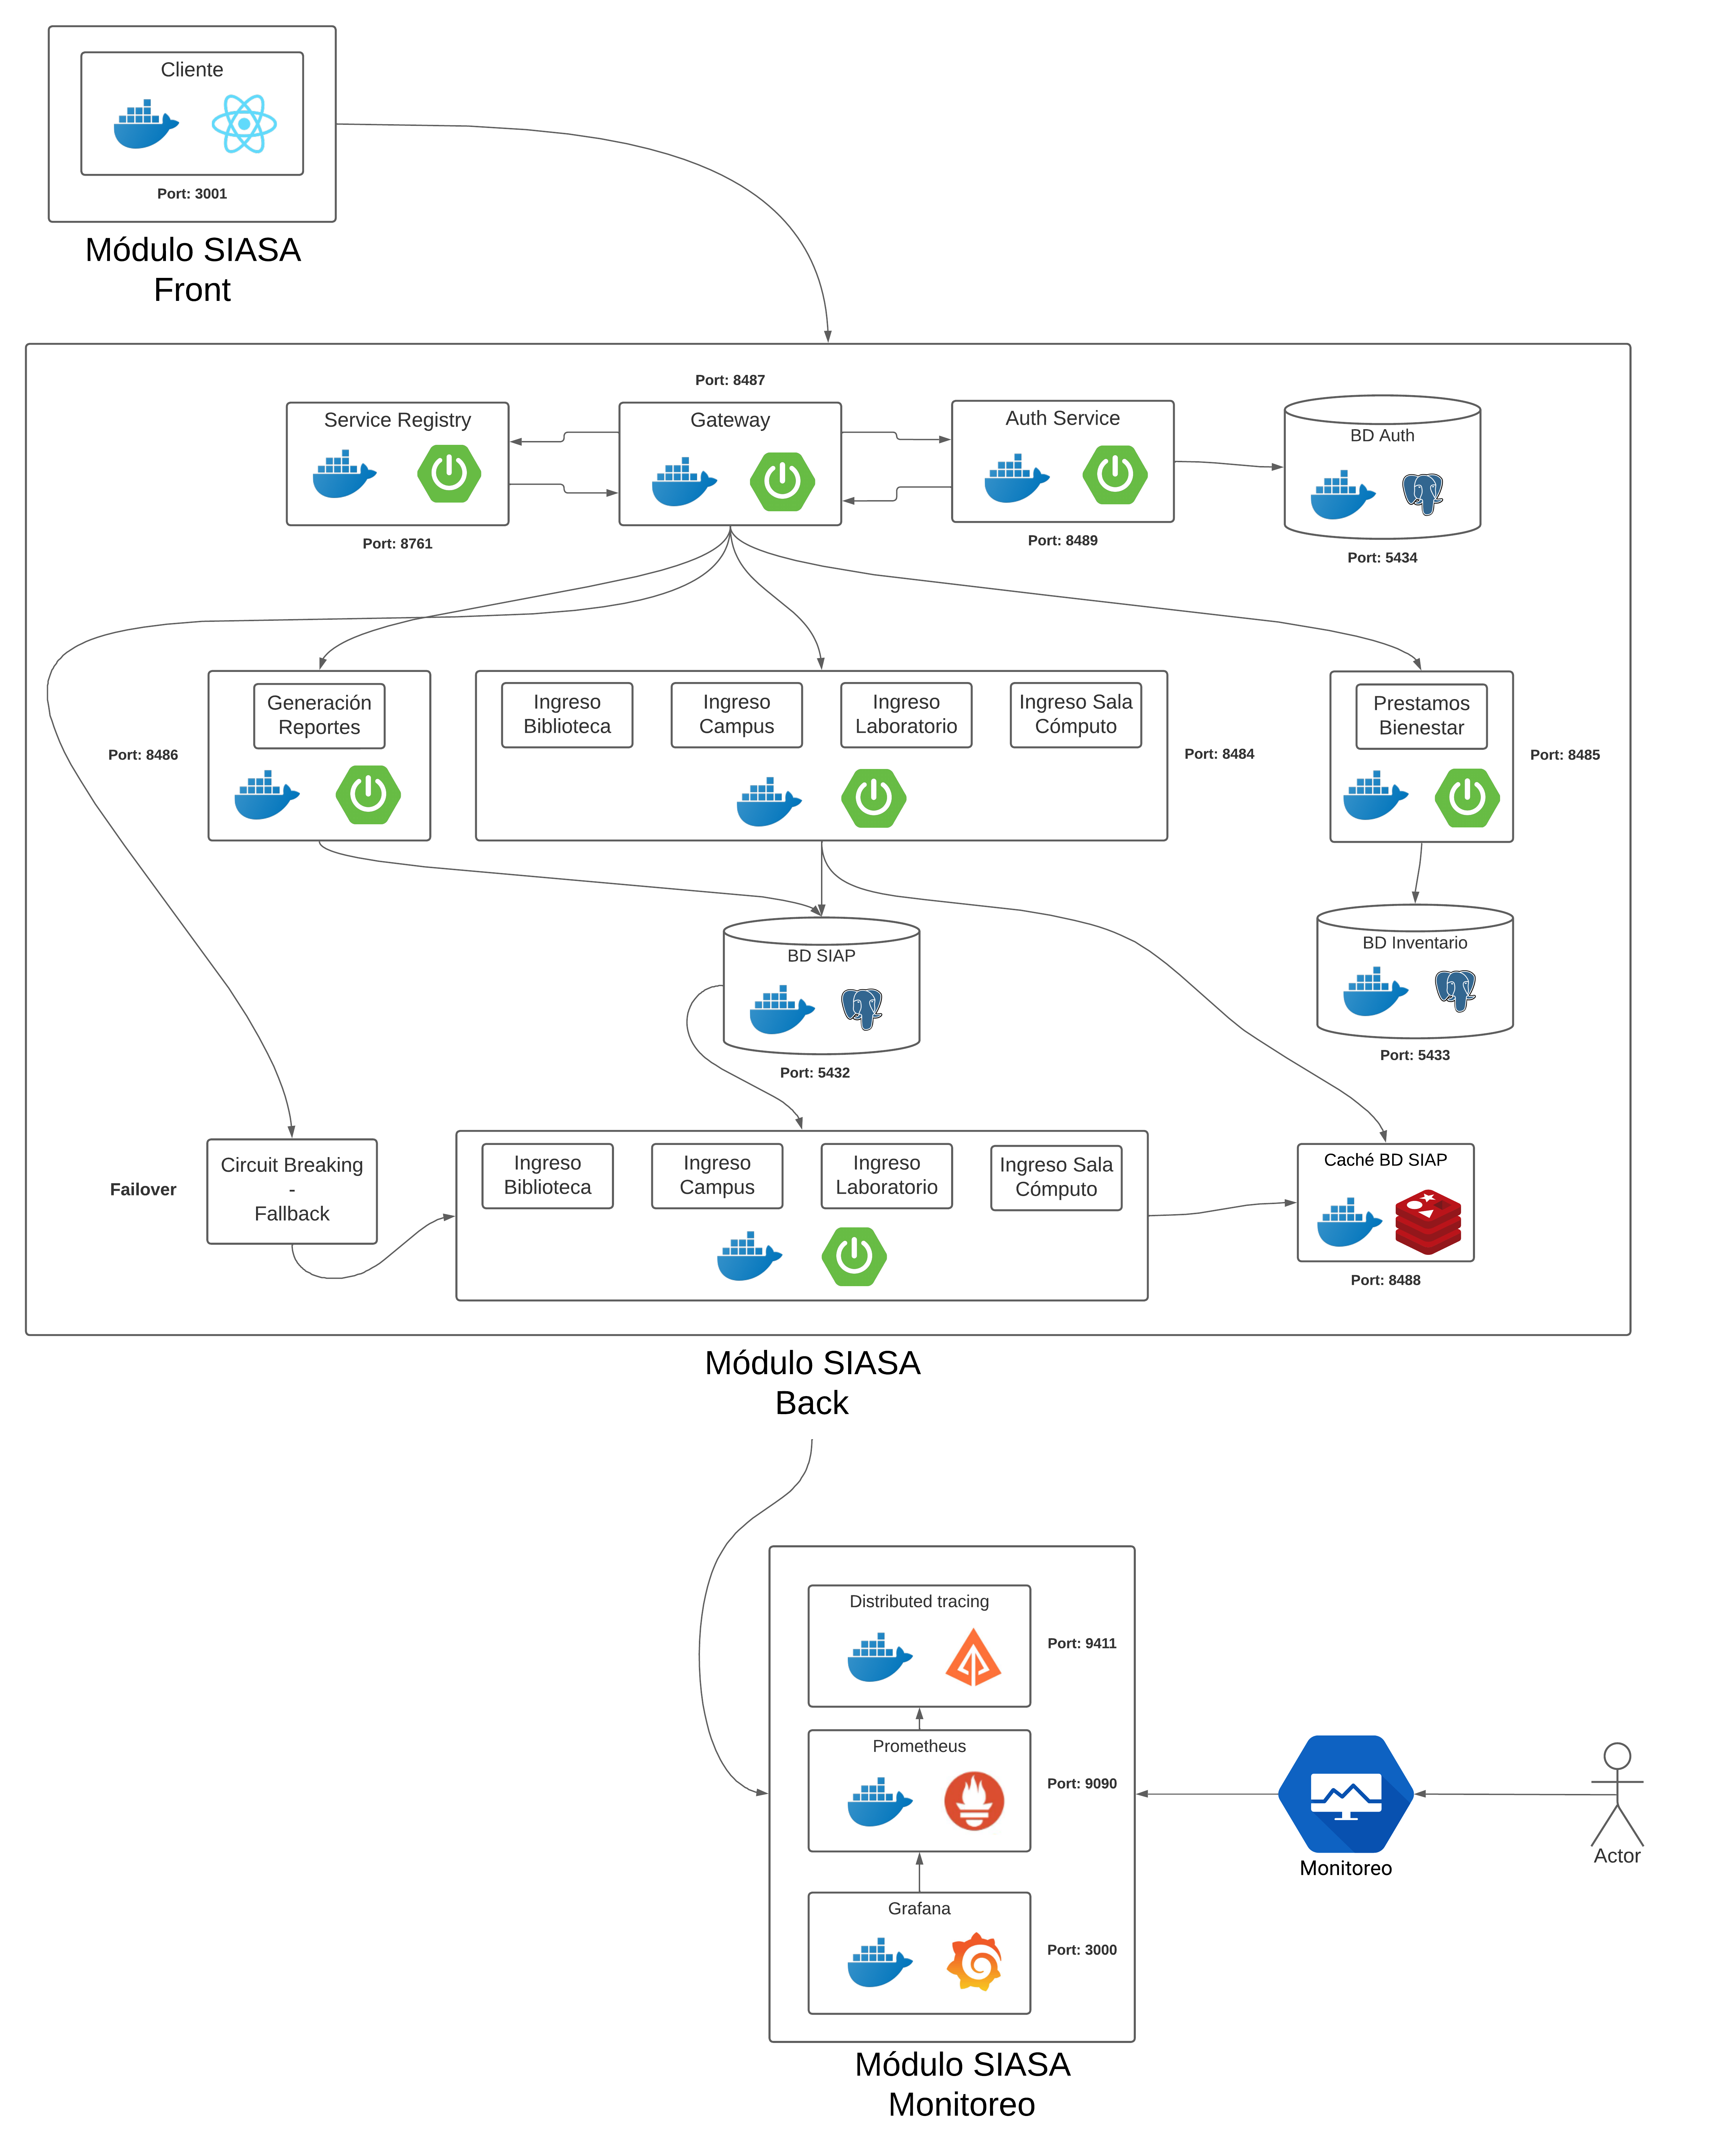 Cliente
Port: 3001
Módulo SIASA
Front
Port: 8487
Service Registry
Gateway
Auth Service
BD Auth
Port: 8761
Port: 8489
Port: 5434
Generación
Reportes
Port: 8486
Ingreso
Biblioteca
Ingreso
Campus
Ingreso
Laboratorio
Ingreso Sala
Cómputo
Port: 8484
Prestamos
Bienestar
Port: 8485
BD SIAP
Port: 5432
BD Inventario
Port: 5433
Failover
Circuit Breaking
-
Fallback
Ingreso
Biblioteca
Ingreso
Campus
Ingreso
Laboratorio
Ingreso Sala
Cómputo
Caché BD SIAP
Port: 8488
Módulo SIASA
Back
Distributed tracing
Port: 9411
Prometheus
Port: 9090
Grafana
Port: 3000
Monitoreo
Actor
Módulo SIASA
Monitoreo